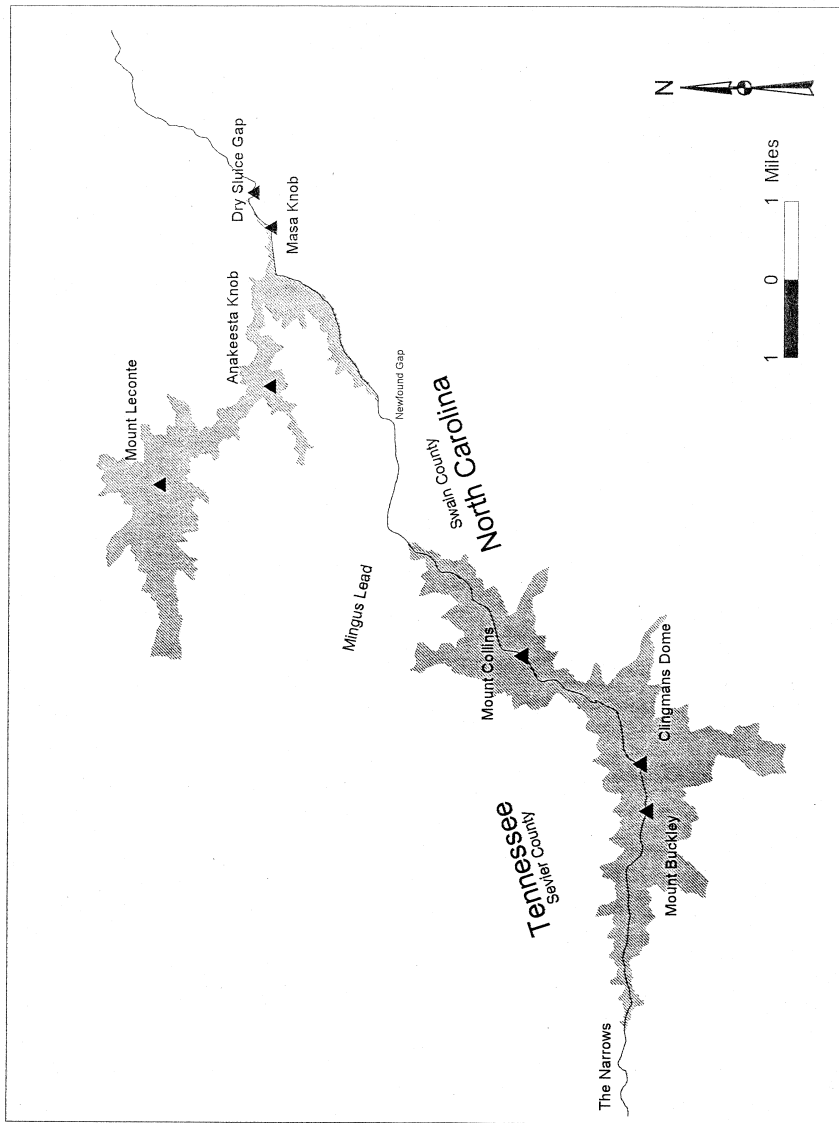 Dry Sluice Gap
Masa Knob
Anakeesta Knob
Mount Leconte
Newfound Gap
Swain County
North Carolina
Mingus Lead
Mount Collins
Clingmans Dome
Tennessee
Sevier County
Mount Buckley
The Narrows
N
1 0 1 Miles